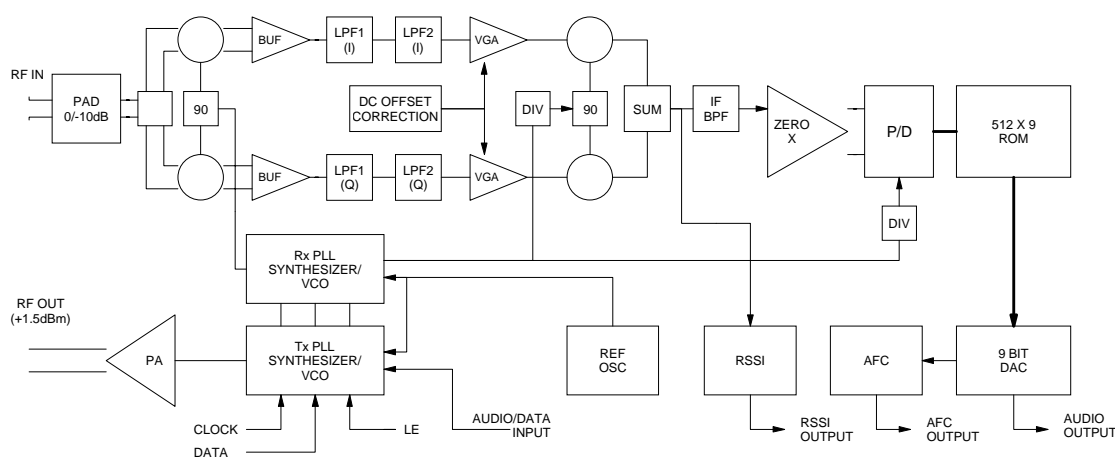 RF IN
PAD
0/-10dB
90
BUF
LPF1
(I)
LPF2
(I)
VGA
DC OFFSET
CORRECTION
DIV
90
SUM
IF
BPF
ZERO
X
P/D
512 X 9
ROM
BUF
LPF1
(Q)
LPF2
(Q)
VGA
DIV
Rx PLL
SYNTHESIZER/
VCO
RF OUT
(+1.5dBm)
PA
Tx PLL
SYNTHESIZER/
VCO
REF
OSC
RSSI
AFC
9 BIT
DAC
CLOCK
DATA
LE
AUDIO/DATA
INPUT
RSSI
OUTPUT
AFC
OUTPUT
AUDIO
OUTPUT